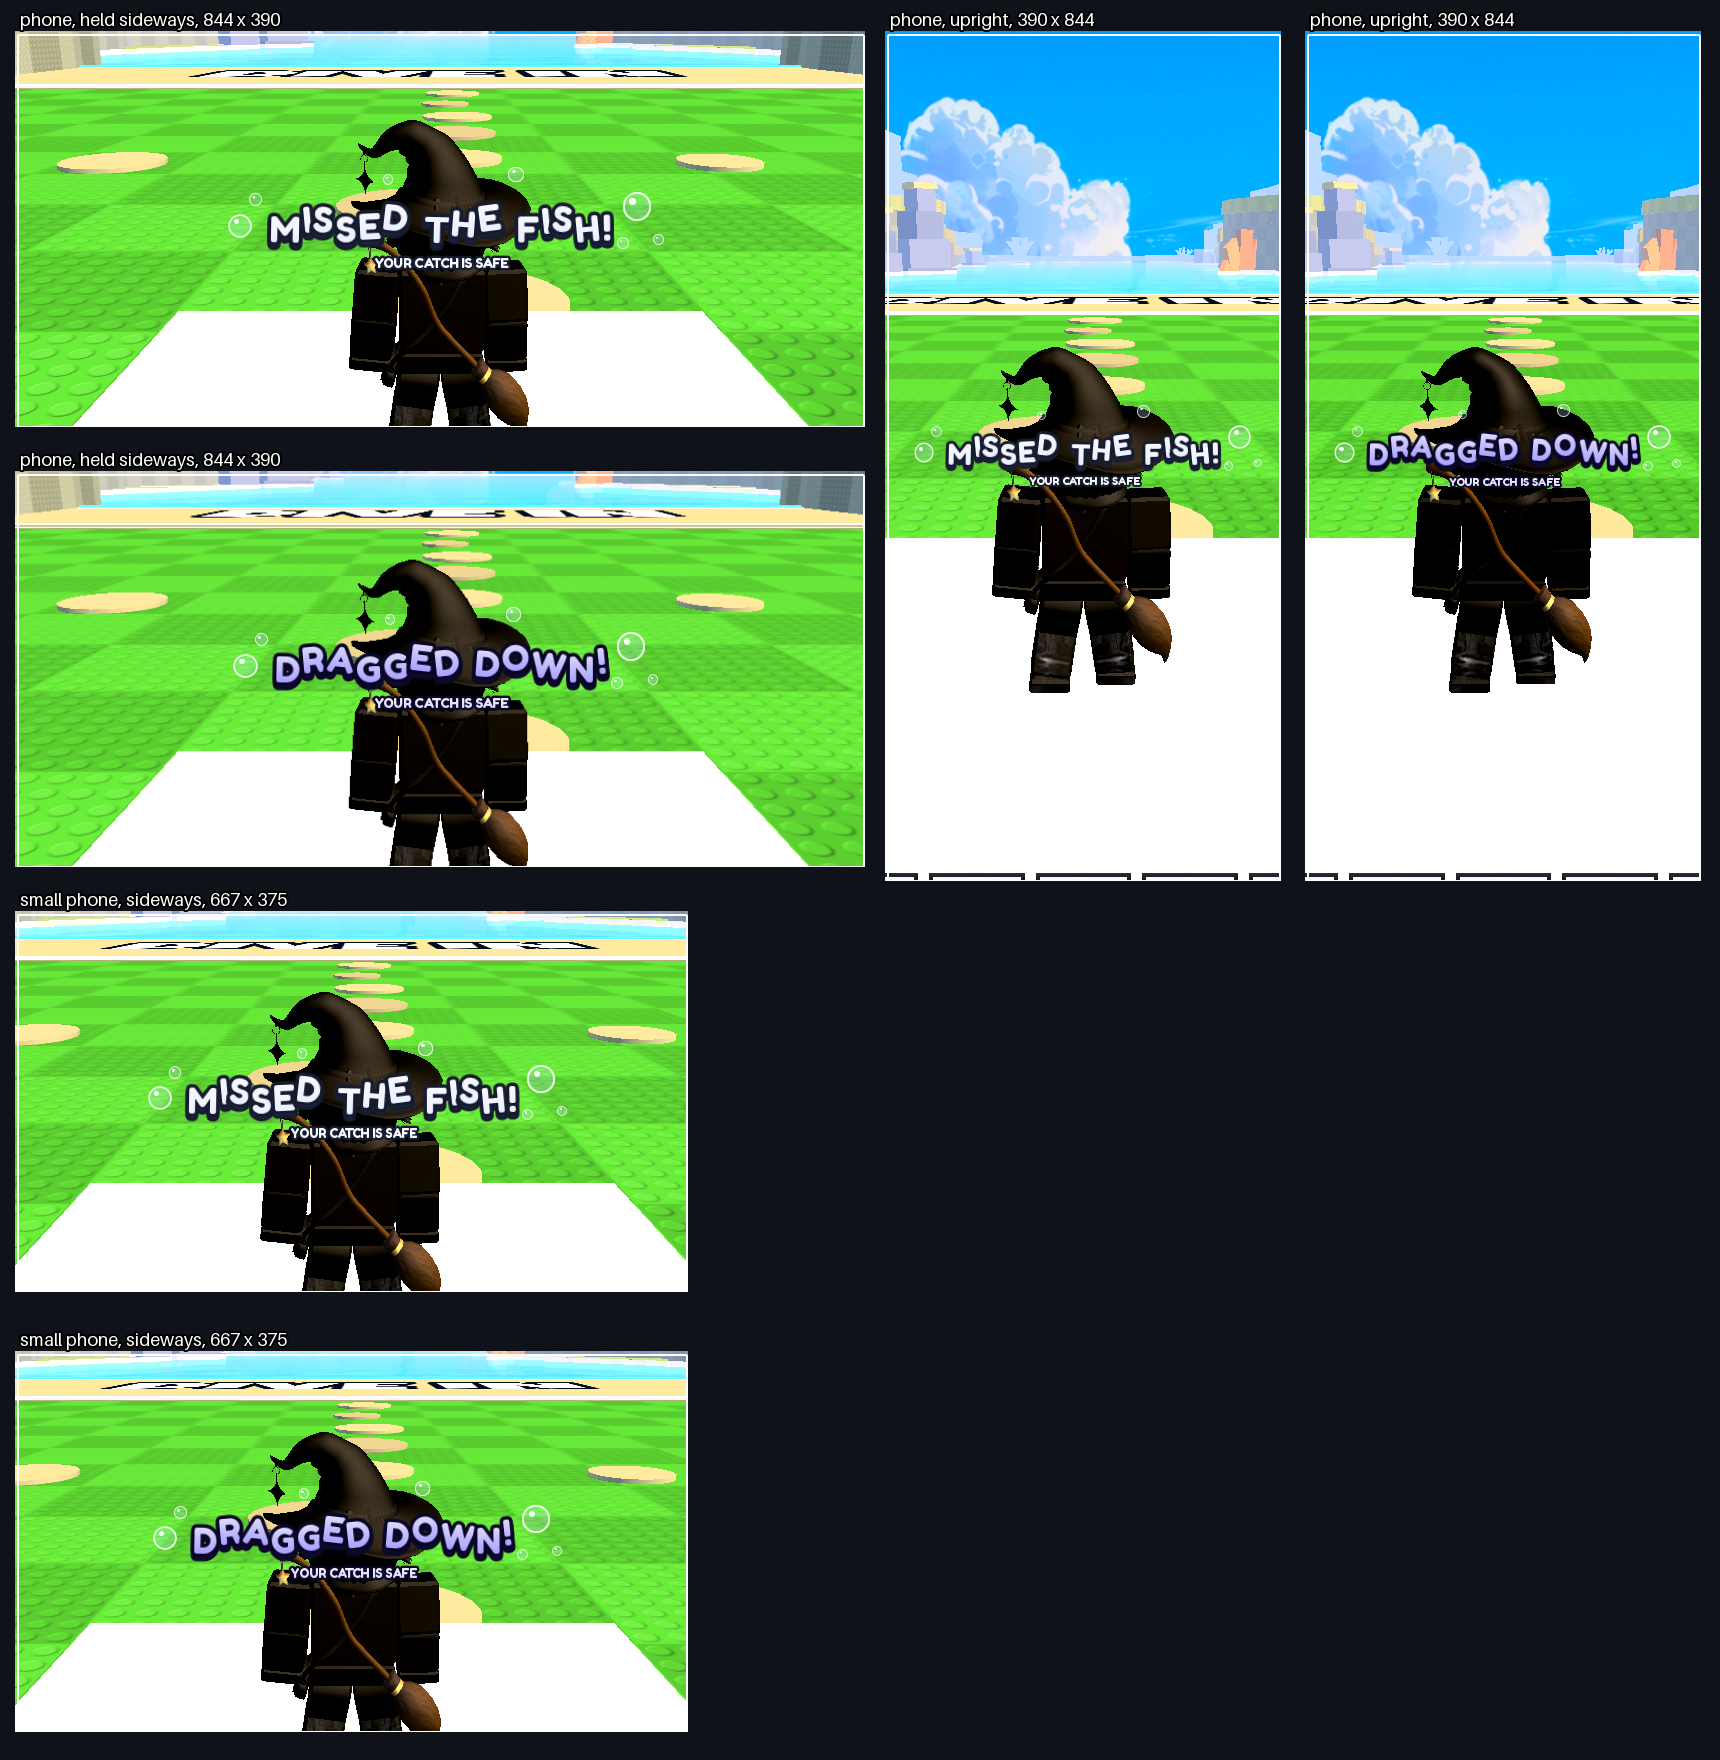 phone, held sideways, 844 x 390
MISSED THE FISH!
YOUR CATCH IS SAFE
phone, upright, 390 x 844
MISSED THE FISH!
YOUR CATCH IS SAFE
phone, upright, 390 x 844
DRAGGED DOWN!
YOUR CATCH IS SAFE
phone, held sideways, 844 x 390
DRAGGED DOWN!
YOUR CATCH IS SAFE
small phone, sideways, 667 x 375
MISSED THE FISH!
YOUR CATCH IS SAFE
small phone, sideways, 667 x 375
DRAGGED DOWN!
YOUR CATCH IS SAFE